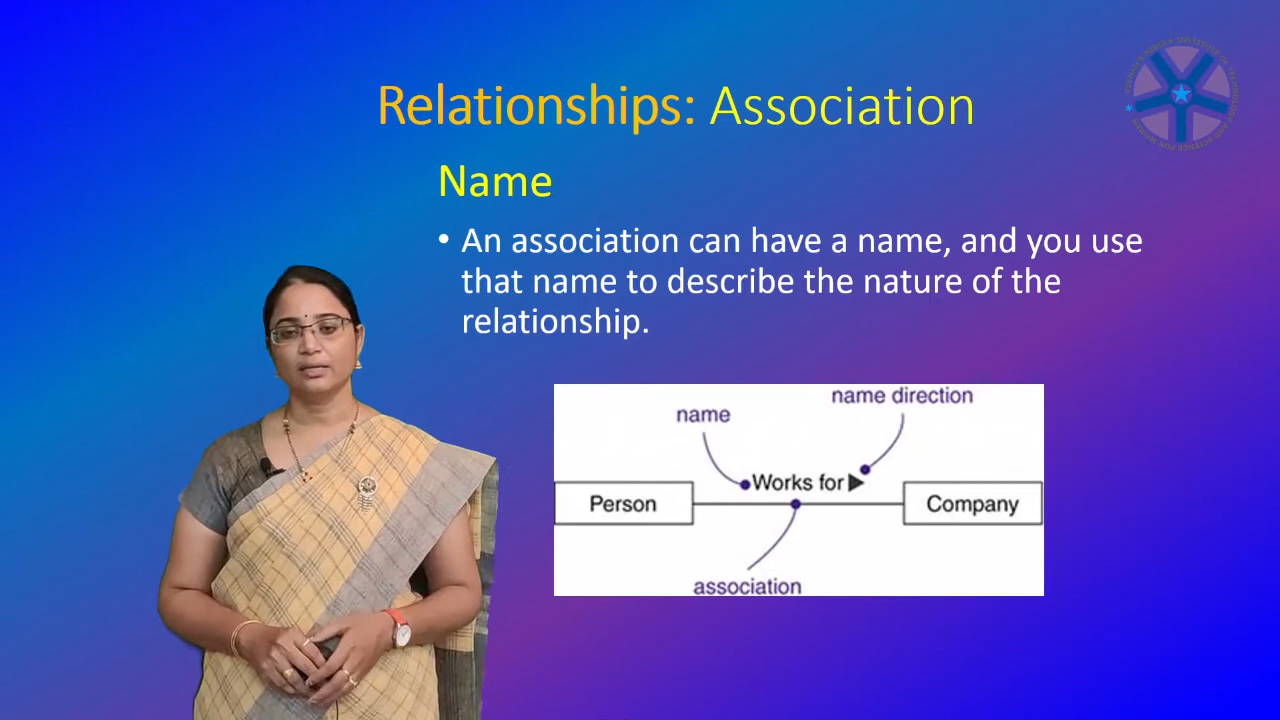 Relationships: Association
Name
• An association can have a name, and you use
that name to describe the nature of the
relationship.
name direction
name
Works for ▶
Person
Company
association